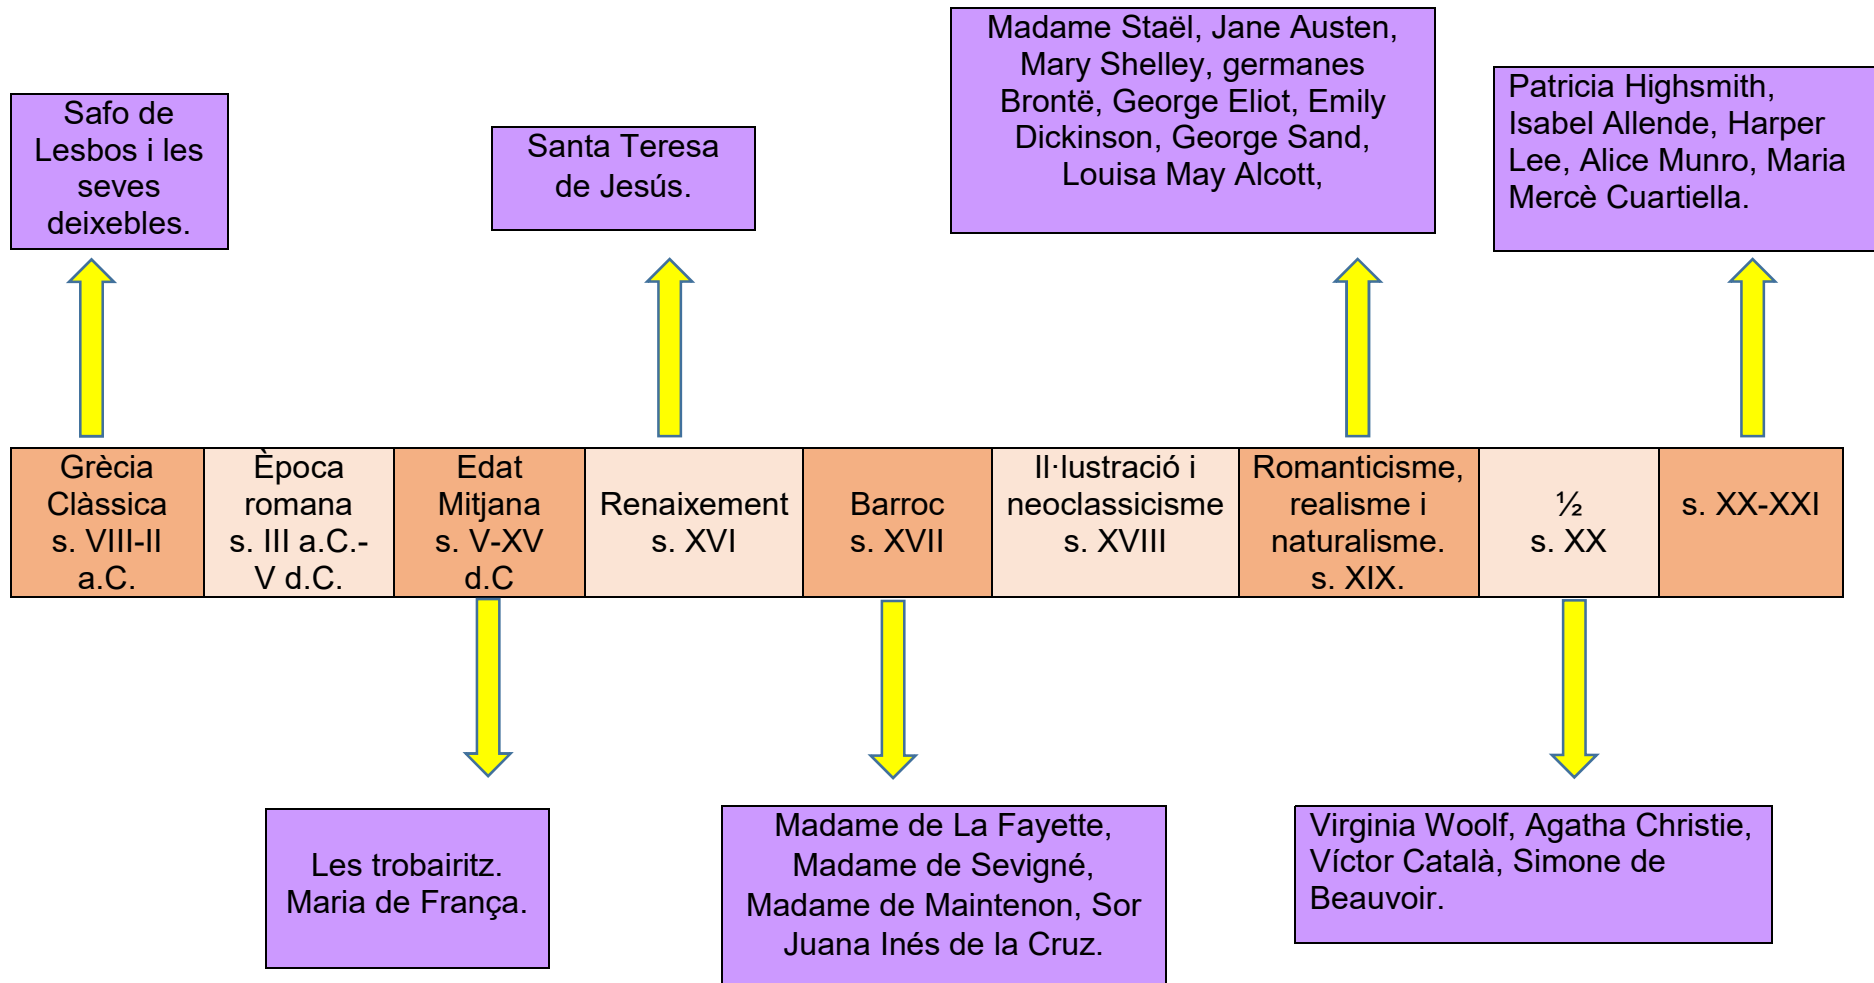 Madame Staël, Jane Austen,
Mary Shelley, germanes
Brontë, George Eliot, Emily
Dickinson, George Sand,
Louisa May Alcott,
Patricia Highsmith,
Isabel Allende, Harper
Lee, Alice Munro, Maria
Mercè Cuartiella.
Safo de
Lesbos i les
seves
deixebles.
Santa Teresa
de Jesús.
Grècia
Clàssica
s. VIII-II
a.C.
Època
romana
s. III a.C.-
V d.C.
Edat
Mitjana
s. V-XV
d.C
Renaixement
s. XVI
Barroc
s. XVII
Il·lustració i
neoclassicisme
s. XVIII
Romanticisme,
realisme i
naturalisme.
s. XIX.
½
s. XX
s. XX-XXI
Les trobairitz.
Maria de França.
Madame de La Fayette,
Madame de Sevigné,
Madame de Maintenon, Sor
Juana Inés de la Cruz.
Virginia Woolf, Agatha Christie,
Víctor Català, Simone de
Beauvoir.